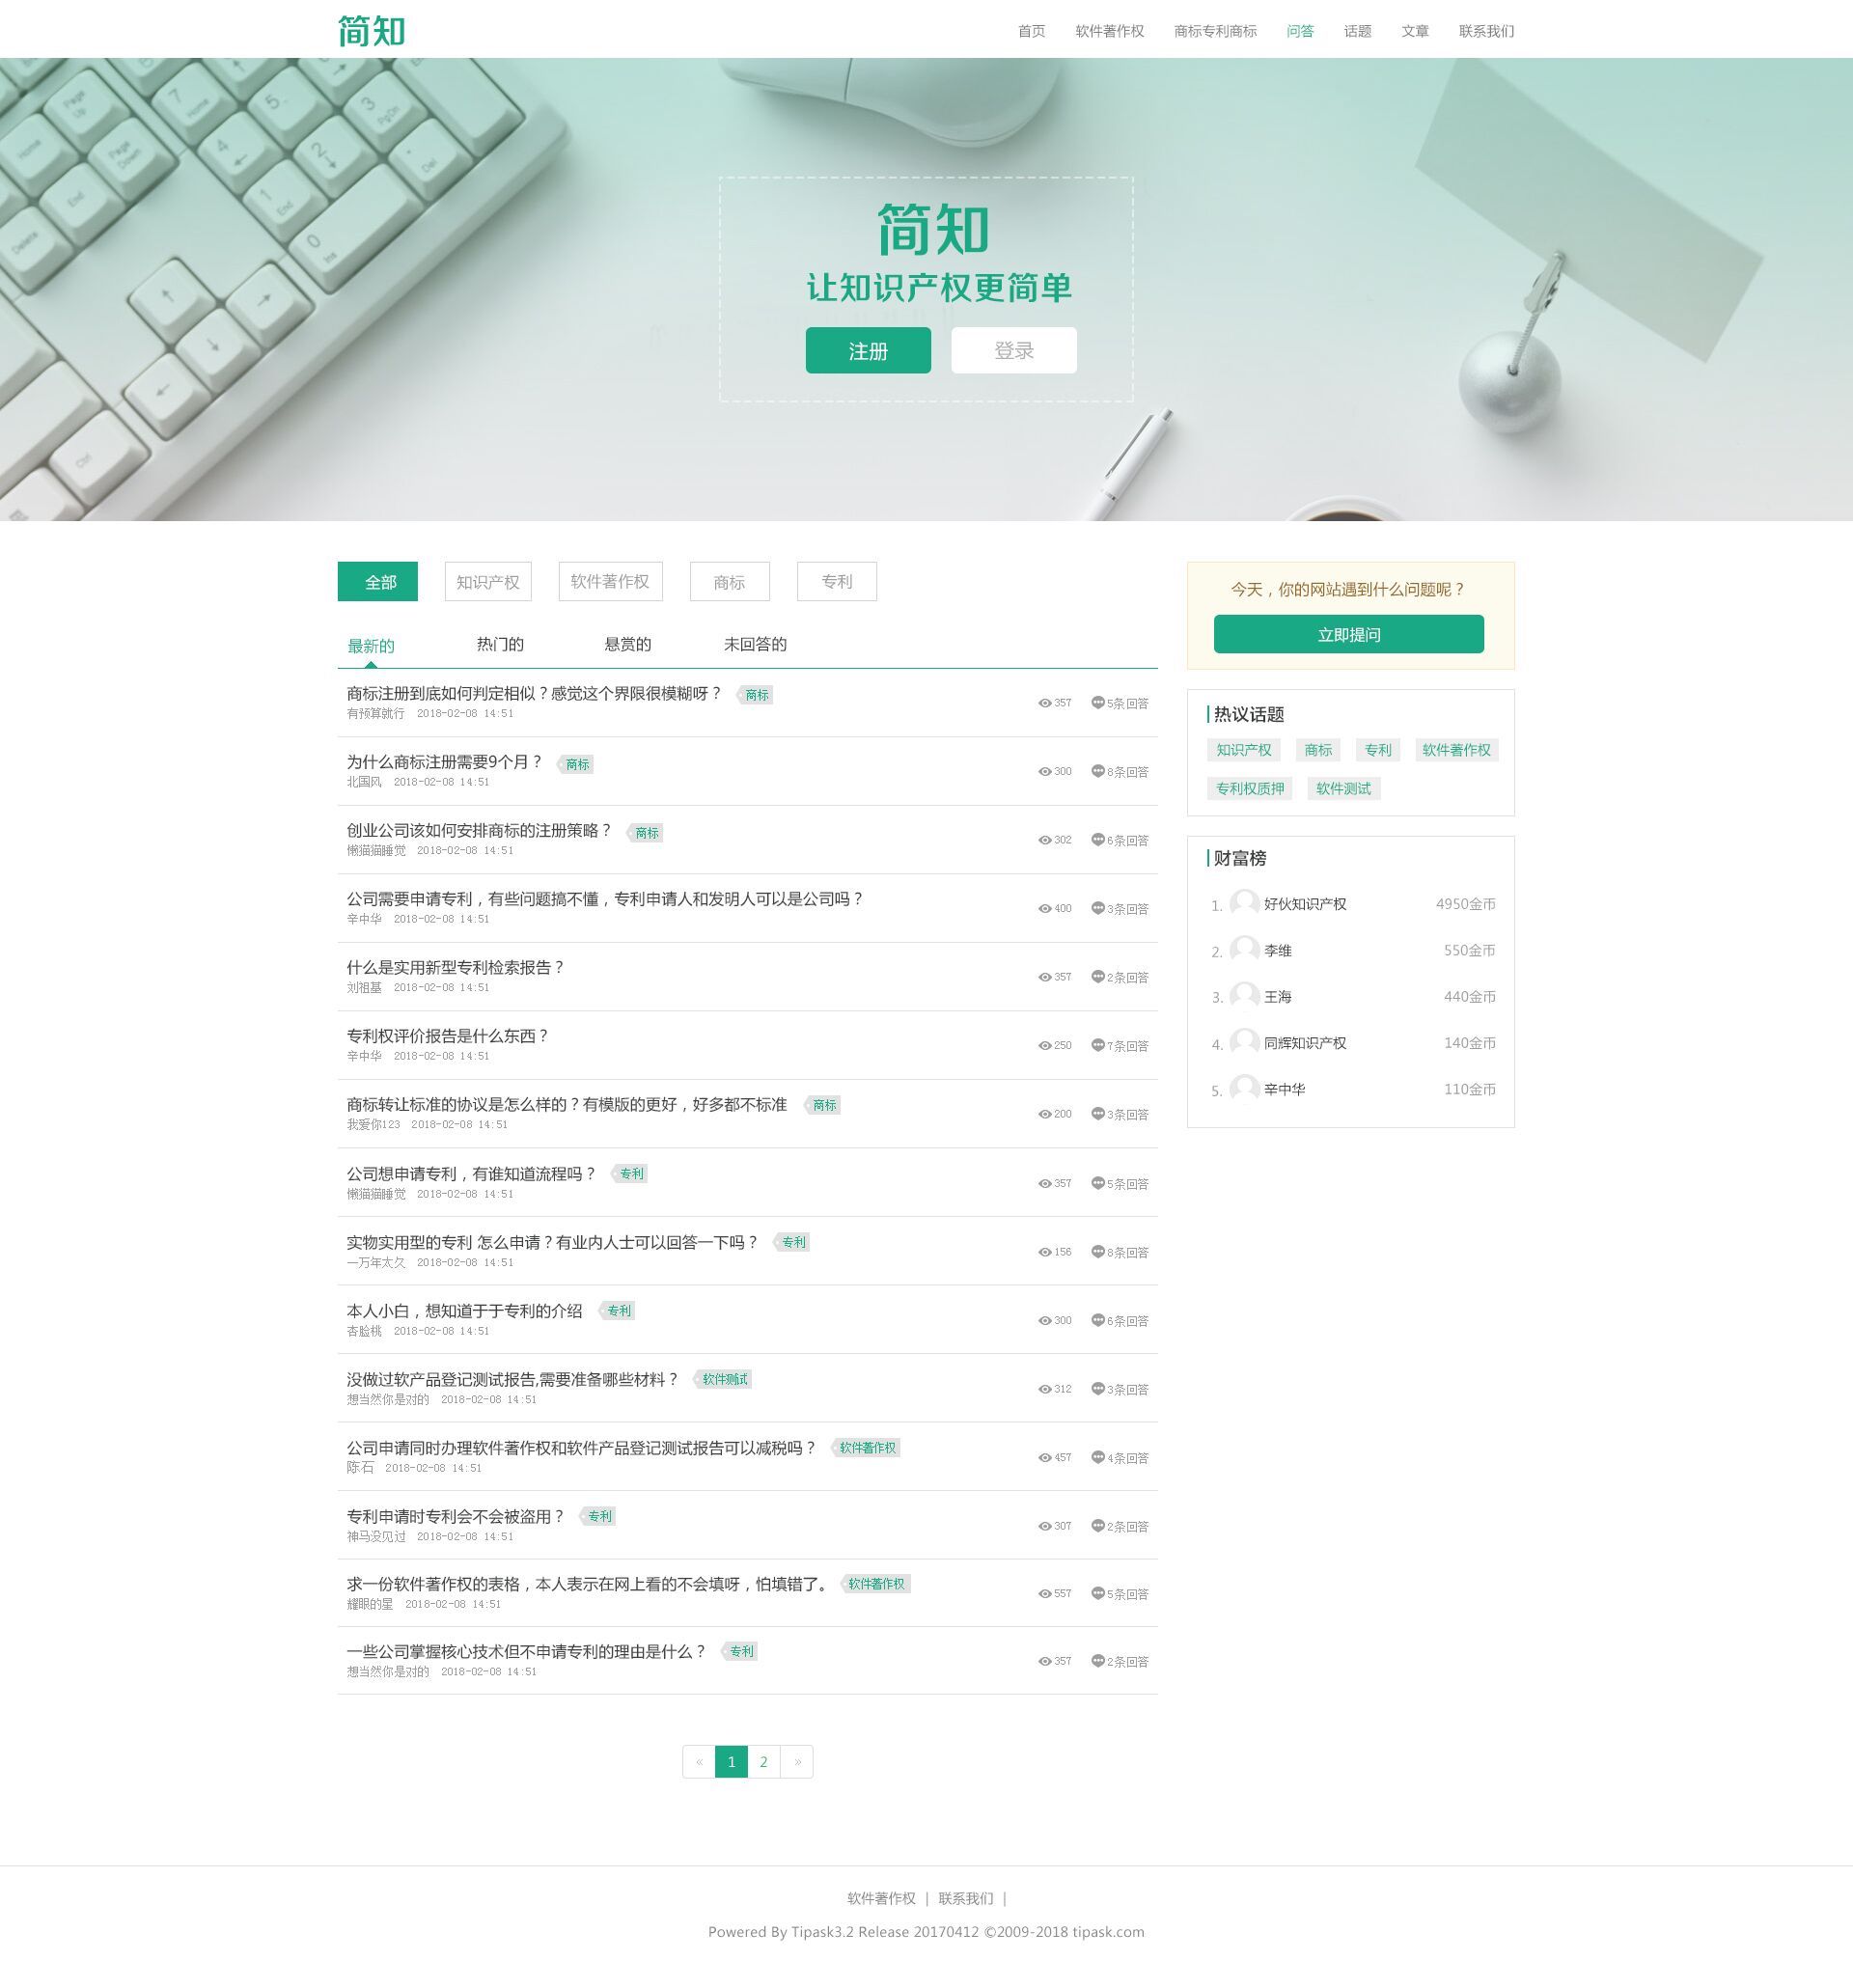 简知
首页 软件著作权 商标专利商标 问答 话题 文章 联系我们
简知
让知识产权更简单
注册 登录
全部 知识产权 软件著作权 商标 专利
最新的 热门的 悬赏的 未回答的
商标注册到底如何判定相似？感觉这个界限很模糊呀？ 商标
有预算就行 2018-02-08 14:51
357 5条回答
为什么商标注册需要9个月？ 商标
北国风 2018-02-08 14:51
300 8条回答
创业公司该如何安排商标的注册策略？ 商标
懒猫猫睡觉 2018-02-08 14:51
302 6条回答
公司需要申请专利，有些问题搞不懂，专利申请人和发明人可以是公司吗？
辛中华 2018-02-08 14:51
400 3条回答
什么是实用新型专利检索报告？
刘祖基 2018-02-08 14:51
357 2条回答
专利权评价报告是什么东西？
辛中华 2018-02-08 14:51
250 7条回答
商标转让标准的协议是怎么样的？有模版的更好，好多都不标准 商标
我爱你123 2018-02-08 14:51
200 3条回答
公司想申请专利，有谁知道流程吗？ 专利
懒猫猫睡觉 2018-02-08 14:51
357 5条回答
实物实用型的专利 怎么申请？有业内人士可以回答一下吗？ 专利
一万年太久 2018-02-08 14:51
156 8条回答
本人小白，想知道于于专利的介绍 专利
杏脸桃 2018-02-08 14:51
300 6条回答
没做过软产品登记测试报告,需要准备哪些材料？ 软件测试
想当然你是对的 2018-02-08 14:51
312 3条回答
公司申请同时办理软件著作权和软件产品登记测试报告可以减税吗？ 软件著作权
陈石 2018-02-08 14:51
457 4条回答
专利申请时专利会不会被盗用？ 专利
神马没见过 2018-02-08 14:51
307 2条回答
求一份软件著作权的表格，本人表示在网上看的不会填呀，怕填错了。 软件著作权
耀眼的星 2018-02-08 14:51
557 5条回答
一些公司掌握核心技术但不申请专利的理由是什么？ 专利
想当然你是对的 2018-02-08 14:51
357 2条回答
« 1 2 »
今天，你的网站遇到什么问题呢？
立即提问
热议话题
知识产权 商标 专利 软件著作权
专利权质押 软件测试
财富榜
1. 好伙知识产权 4950金币
2. 李维 550金币
3. 王海 440金币
4. 同辉知识产权 140金币
5. 辛中华 110金币
软件著作权 | 联系我们 |
Powered By Tipask3.2 Release 20170412 ©2009-2018 tipask.com